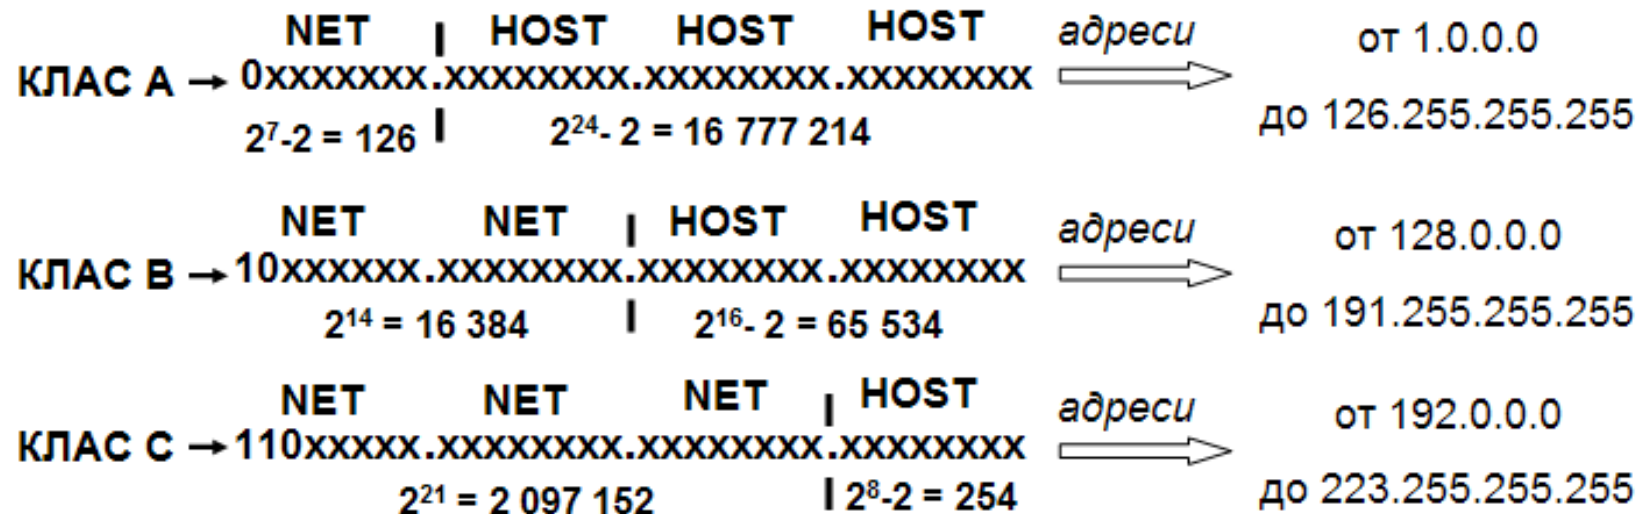 NET | HOST HOST HOST адреси от 1.0.0.0
КЛАС A → 0xxxxxxx.xxxxxxxx.xxxxxxxx.xxxxxxxx
до 126.255.255.255
2⁷-2 = 126 | 2²⁴- 2 = 16 777 214
NET NET | HOST HOST адреси от 128.0.0.0
КЛАС B → 10xxxxxx.xxxxxxxx.xxxxxxxx.xxxxxxxx
до 191.255.255.255
2¹⁴ = 16 384 | 2¹⁶- 2 = 65 534
NET NET NET | HOST адреси от 192.0.0.0
КЛАС C → 110xxxxx.xxxxxxxx.xxxxxxxx.xxxxxxxx
до 223.255.255.255
2²¹ = 2 097 152 | 2⁸-2 = 254